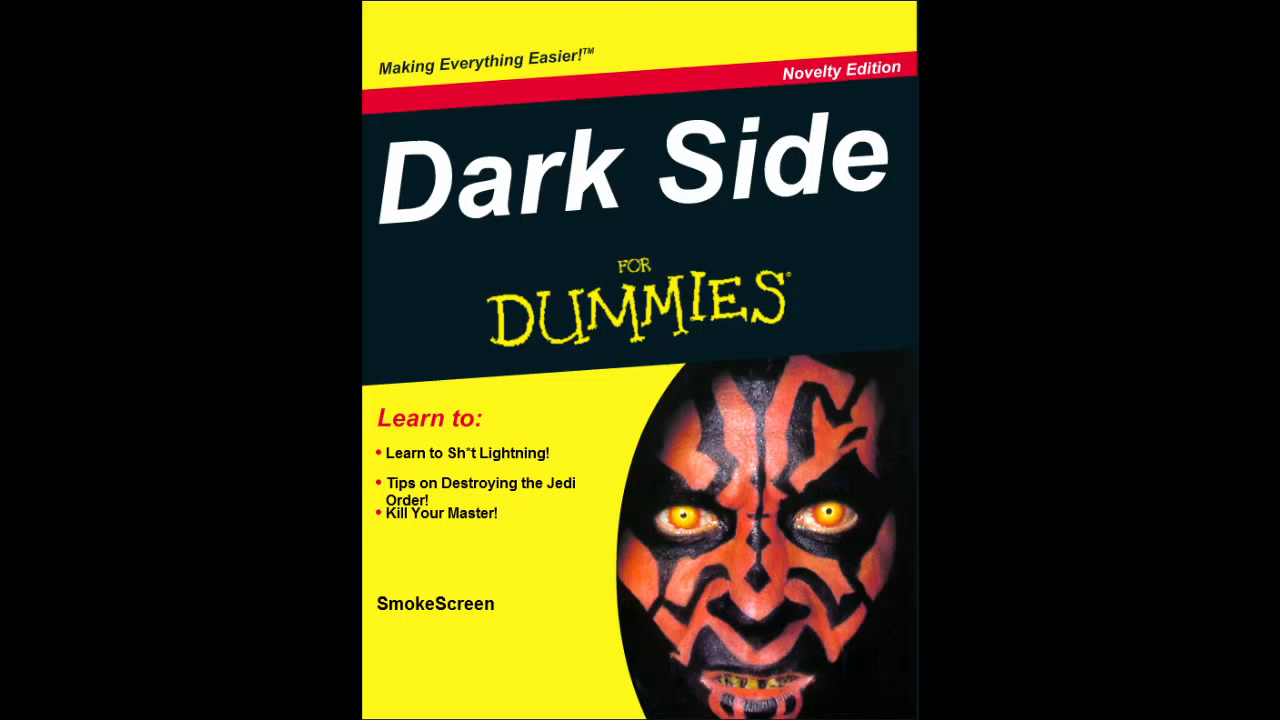 Making Everything Easier!™
Novelty Edition
Dark Side
FOR
DUMMIES®
Learn to:
• Learn to Sh*t Lightning!
• Tips on Destroying the Jedi
Order!
• Kill Your Master!
SmokeScreen